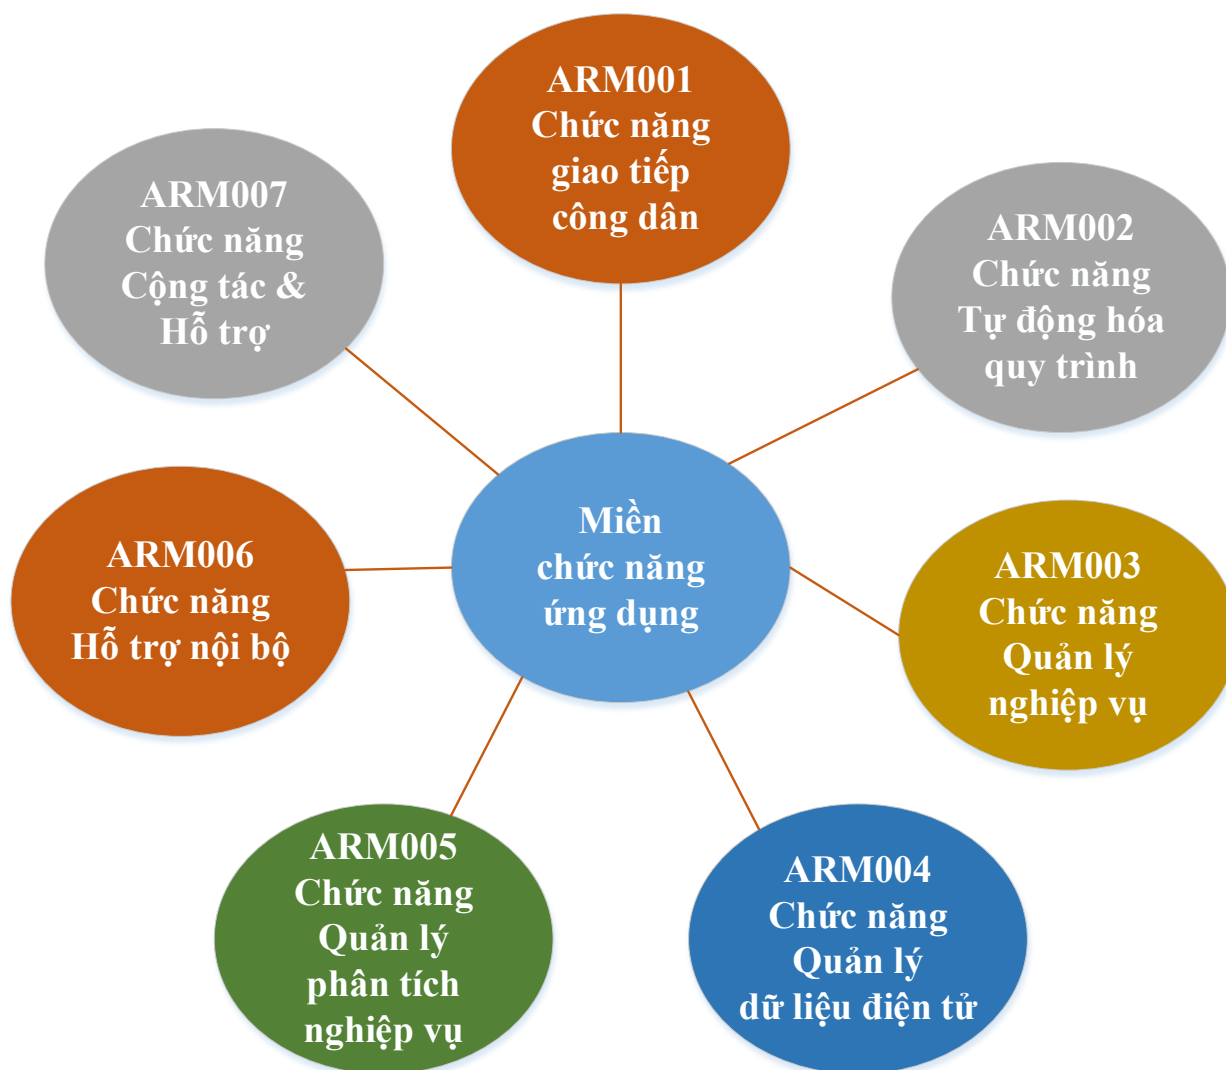 ARM001
Chức năng
giao tiếp
công dân
ARM002
Chức năng
Tự động hóa
quy trình
ARM003
Chức năng
Quản lý
nghiệp vụ
ARM004
Chức năng
Quản lý
dữ liệu điện tử
ARM005
Chức năng
Quản lý
phân tích
nghiệp vụ
ARM006
Chức năng
Hỗ trợ nội bộ
ARM007
Chức năng
Cộng tác &
Hỗ trợ
Miền
chức năng
ứng dụng